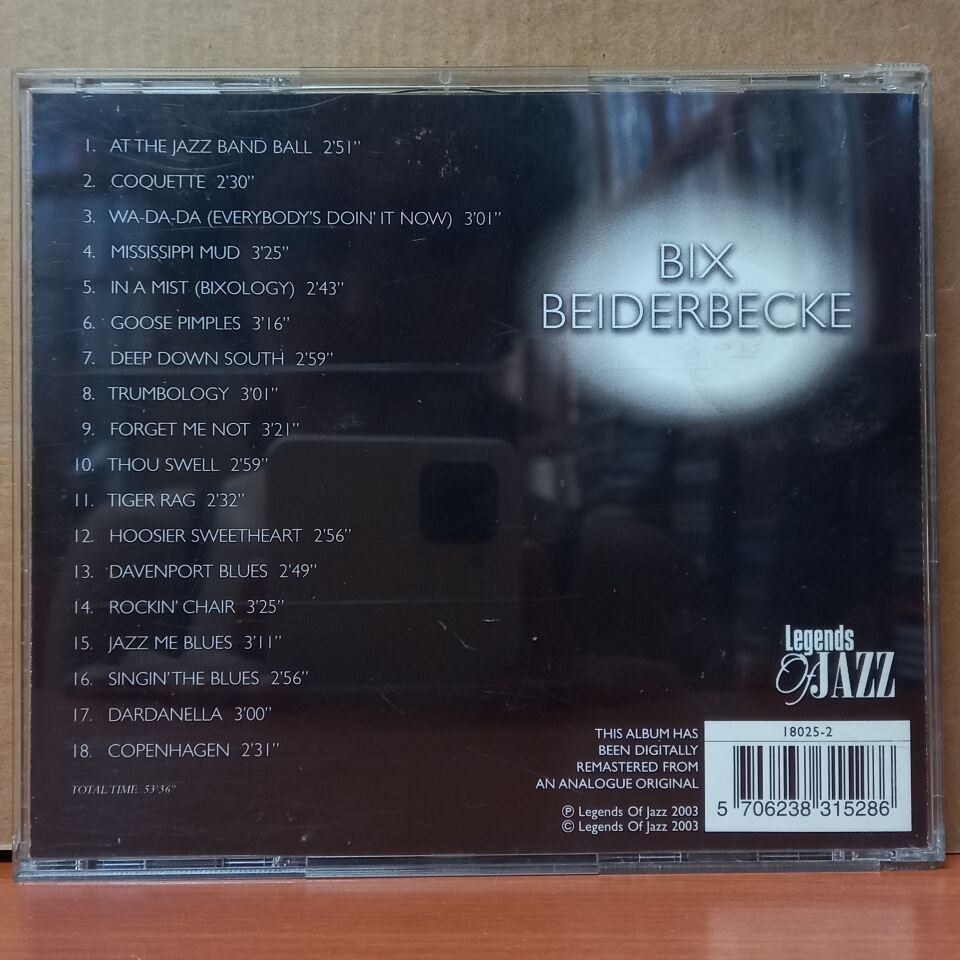 1. AT THE JAZZ BAND BALL 2'51"
2. COQUETTE 2'30"
3. WA-DA-DA (EVERYBODY'S DOIN' IT NOW) 3'01"
4. MISSISSIPPI MUD 3'25"
5. IN A MIST (BIXOLOGY) 2'43"
6. GOOSE PIMPLES 3'16"
7. DEEP DOWN SOUTH 2'59"
8. TRUMBOLOGY 3'01"
9. FORGET ME NOT 3'21"
10. THOU SWELL 2'59"
11. TIGER RAG 2'32"
12. HOOSIER SWEETHEART 2'56"
13. DAVENPORT BLUES 2'49"
14. ROCKIN' CHAIR 3'25"
15. JAZZ ME BLUES 3'11"
16. SINGIN' THE BLUES 2'56"
17. DARDANELLA 3'00"
18. COPENHAGEN 2'31"
TOTAL TIME: 53'36"
BIX
BEIDERBECKE
Legends
Of JAZZ
THIS ALBUM HAS
BEEN DIGITALLY
REMASTERED FROM
AN ANALOGUE ORIGINAL
℗ Legends Of Jazz 2003
© Legends Of Jazz 2003
18025-2
5 706238 315286